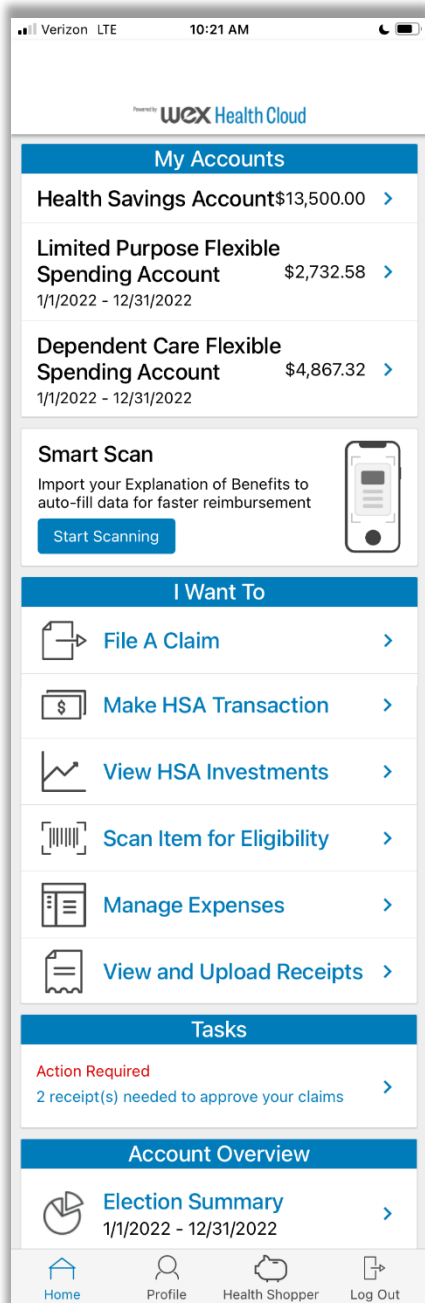 Verizon LTE 10:21 AM
Powered by wex Health Cloud
My Accounts
Health Savings Account $13,500.00
Limited Purpose Flexible
Spending Account $2,732.58
1/1/2022 - 12/31/2022
Dependent Care Flexible
Spending Account $4,867.32
1/1/2022 - 12/31/2022
Smart Scan
Import your Explanation of Benefits to
auto-fill data for faster reimbursement
Start Scanning
I Want To
File A Claim
$ Make HSA Transaction
View HSA Investments
Scan Item for Eligibility
Manage Expenses
View and Upload Receipts
Tasks
Action Required
2 receipt(s) needed to approve your claims
Account Overview
Election Summary
1/1/2022 - 12/31/2022
Home Profile Health Shopper Log Out